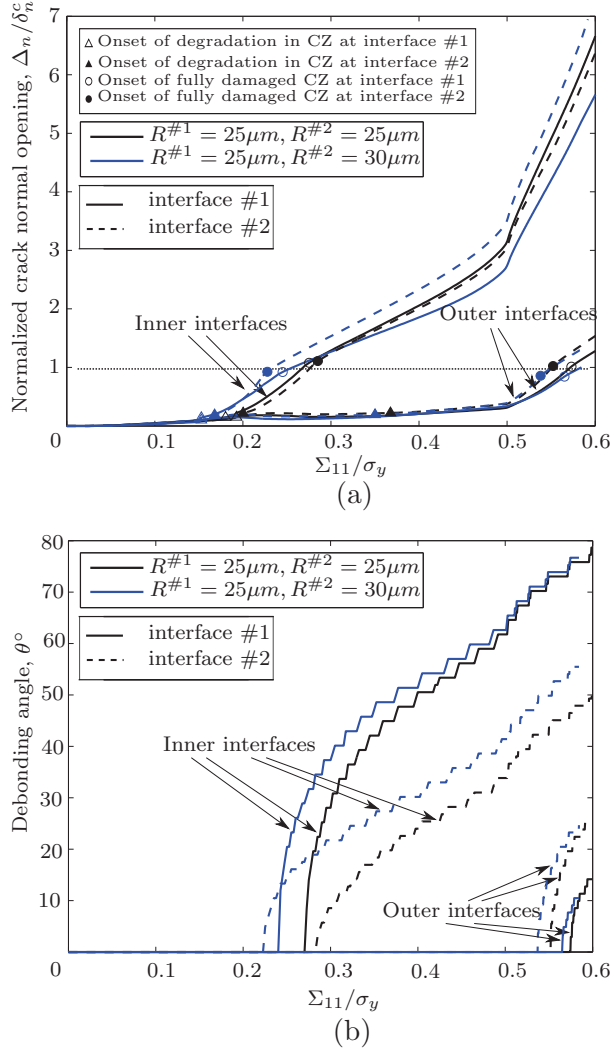 Normalized crack normal opening, Δn/δn^c
7
6
5
4
3
2
1
0
△ Onset of degradation in CZ at interface #1
▲ Onset of degradation in CZ at interface #2
○ Onset of fully damaged CZ at interface #1
● Onset of fully damaged CZ at interface #2
R^#1 = 25μm, R^#2 = 25μm
R^#1 = 25μm, R^#2 = 30μm
interface #1
interface #2
Inner interfaces
Outer interfaces
0 0.1 0.2 0.3 0.4 0.5 0.6
Σ11/σy
(a)
Debonding angle, θ°
80
70
60
50
40
30
20
10
0
R^#1 = 25μm, R^#2 = 25μm
R^#1 = 25μm, R^#2 = 30μm
interface #1
interface #2
Inner interfaces
Outer interfaces
0 0.1 0.2 0.3 0.4 0.5 0.6
Σ11/σy
(b)